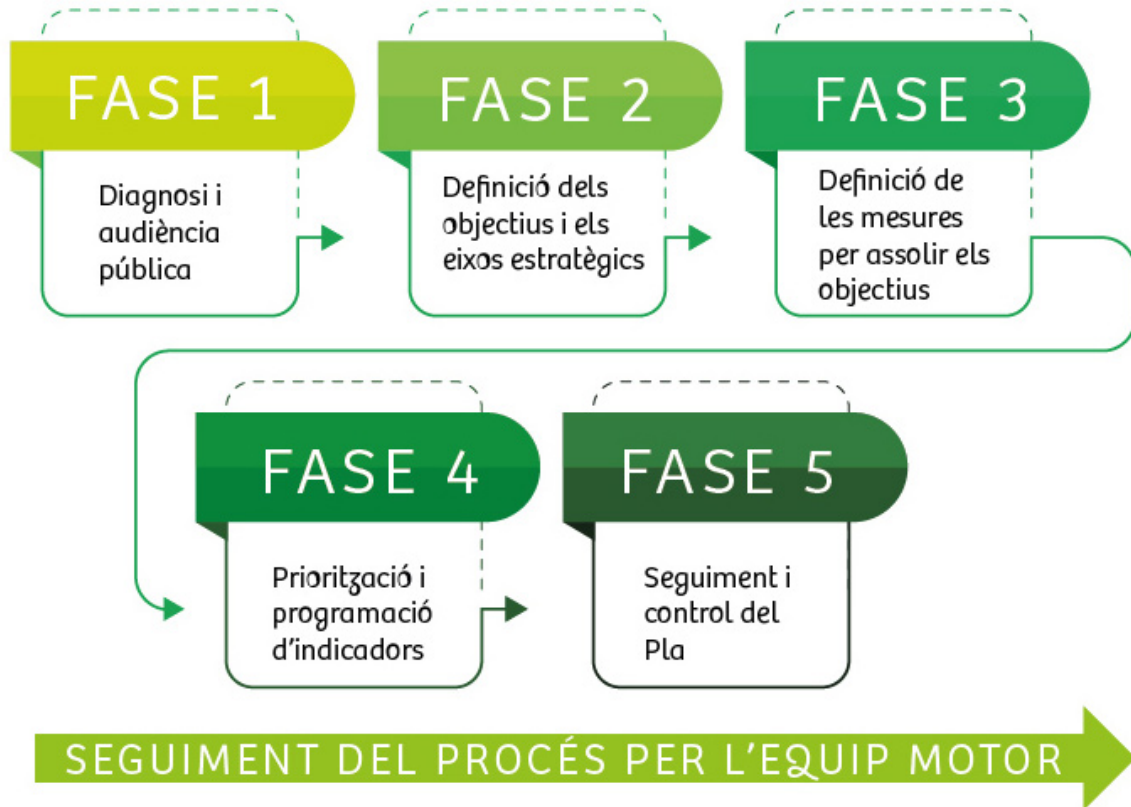 FASE 1
Diagnosi i
audiència
pública
FASE 2
Definició dels
objectius i els
eixos estratègics
FASE 3
Definició de
les mesures
per assolir els
objectius
FASE 4
Priorització i
programació
d'indicadors
FASE 5
Seguiment i
control del
Pla
SEGUIMENT DEL PROCÉS PER L'EQUIP MOTOR